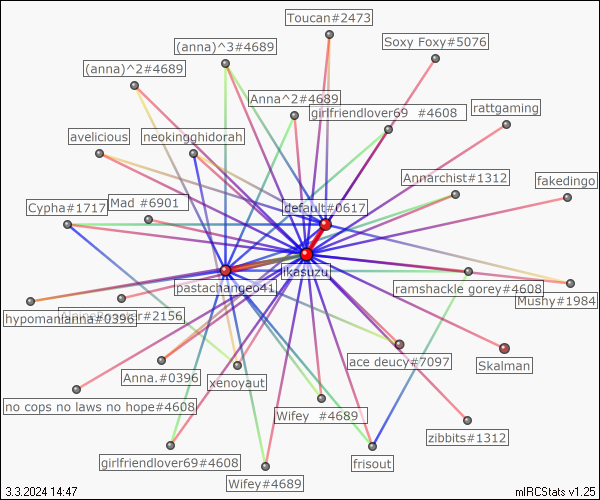 Toucan#2473
Soxy Foxy#5076
(anna)^3#4689
(anna)^2#4689
Anna^2#4689
girlfriendlover69 #4608
rattgaming
avelicious
neokingghidorah
Annarchist#1312
fakedingo
Mad #6901
Cypha#1717
default#0617
ikasuzu
pastachangeo41
ramshackle gorey#4608
Mushy#1984
hypomanianna#0396
#2156
ace deucy#7097
Skalman
Anna.#0396
xenoyaut
no cops no laws no hope#4608
Wifey #4689
zibbits#1312
girlfriendlover69#4608
frisout
Wifey#4689
3.3.2024 14:47
mIRCStats v1.25